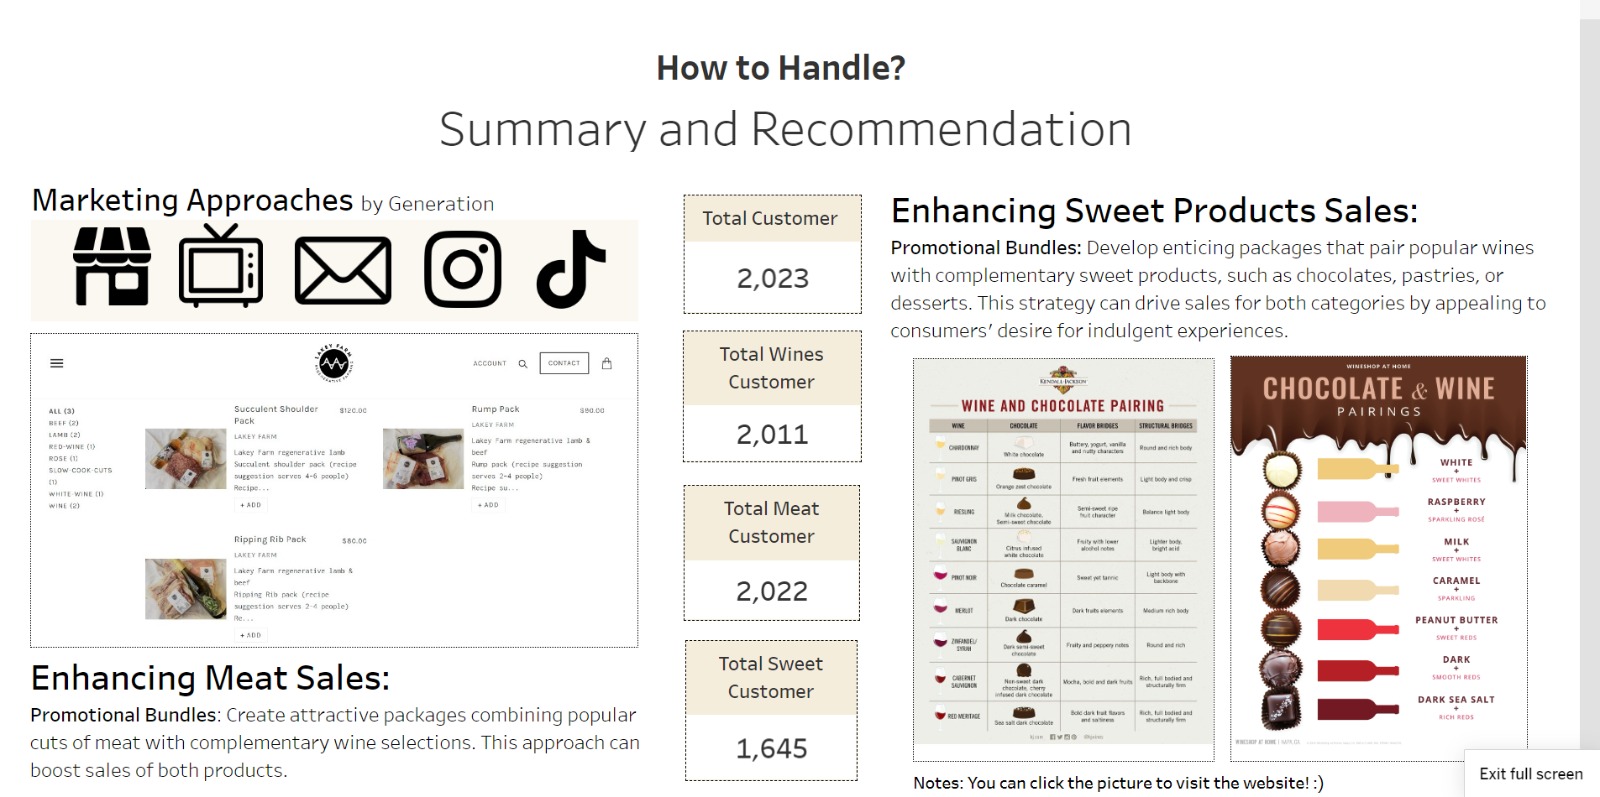 How to Handle?
Summary and Recommendation
Marketing Approaches by Generation
LAKEY FARM
ACCOUNT
CONTACT
ALL (3)
BEEF (2)
LAMB (2)
RED-WINE (1)
ROSE (1)
SLOW-COOK-CUTS
(1)
WHITE-WINE (1)
WINE (2)
Succulent Shoulder
Pack
$120.00
LAKEY FARM
Lakey Farm regenerative lamb
Succulent shoulder pack (recipe
suggestion serves 4-6 people)
Recipe...
+ ADD
Rump Pack
$90.00
LAKEY FARM
Lakey Farm regenerative lamb &
beef
Rump pack (recipe suggestion
serves 2-4 people)
Recipe su...
+ ADD
Ripping Rib Pack
$80.00
LAKEY FARM
Lakey Farm regenerative lamb &
beef
Ripping Rib pack (recipe
suggestion serves 2-4 people)
Re...
+ ADD
Enhancing Meat Sales:
Promotional Bundles: Create attractive packages combining popular
cuts of meat with complementary wine selections. This approach can
boost sales of both products.
Total Customer
2,023
Total Wines
Customer
2,011
Total Meat
Customer
2,022
Total Sweet
Customer
1,645
Enhancing Sweet Products Sales:
Promotional Bundles: Develop enticing packages that pair popular wines
with complementary sweet products, such as chocolates, pastries, or
desserts. This strategy can drive sales for both categories by appealing to
consumers' desire for indulgent experiences.
KENDALL-JACKSON
WINE AND CHOCOLATE PAIRING
WINE CHOCOLATE FLAVOR BRIDGES STRUCTURAL BRIDGES
CHARDONNAY
White chocolate
Buttery, yogurt, vanilla
and nutty characters
Round and rich body
PINOT GRIS
Orange zest chocolate
Fresh fruit elements
Light body and crisp
RIESLING
Milk chocolate,
Semi-sweet chocolate
Semi-sweet ripe
fruit character
Balance light body
SAUVIGNON
BLANC
Citrus infused
white chocolate
Fruity with lower
alcohol notes
Lighter body,
bright acid
PINOT NOIR
Chocolate caramel
Sweet yet tannic
Light body with
backbone
MERLOT
Dark chocolate
Dark fruits elements
Medium rich body
ZINFANDEL/
SYRAH
Dark semi-sweet
chocolate
Fruity and peppery notes
Round and rich
CABERNET
SAUVIGNON
Non-sweet dark
chocolate, cherry
infused dark chocolate
Mocha, bold and dark fruits
Rich, full bodied and
structurally firm
RED MERITAGE
Sea salt dark chocolate
Bold dark fruit flavors
and saltiness
Rich, full bodied and
structurally firm
kj.com
WINESHOP AT HOME
CHOCOLATE & WINE
PAIRINGS
WHITE
+
SWEET WHITES
RASPBERRY
+
SPARKLING ROSÉ
MILK
+
SWEET WHITES
CARAMEL
+
SPARKLING
PEANUT BUTTER
+
SWEET REDS
DARK
+
SMOOTH REDS
DARK SEA SALT
+
RICH REDS
WINESHOP AT HOME
Notes: You can click the picture to visit the website! :)
Exit full screen